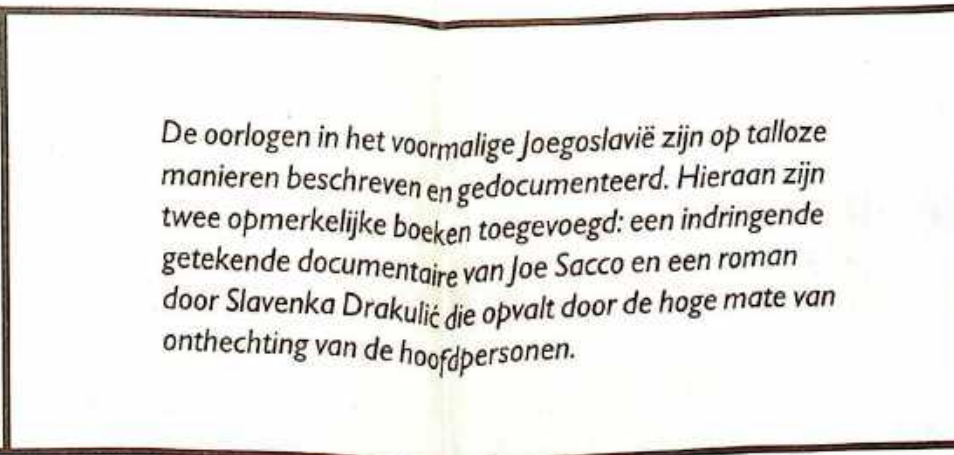 De oorlogen in het voormalige Joegoslavië zijn op talloze
manieren beschreven en gedocumenteerd. Hieraan zijn
twee opmerkelijke boeken toegevoegd: een indringende
getekende documentaire van Joe Sacco en een roman
door Slavenka Drakulić die opvalt door de hoge mate van
onthechting van de hoofdpersonen.